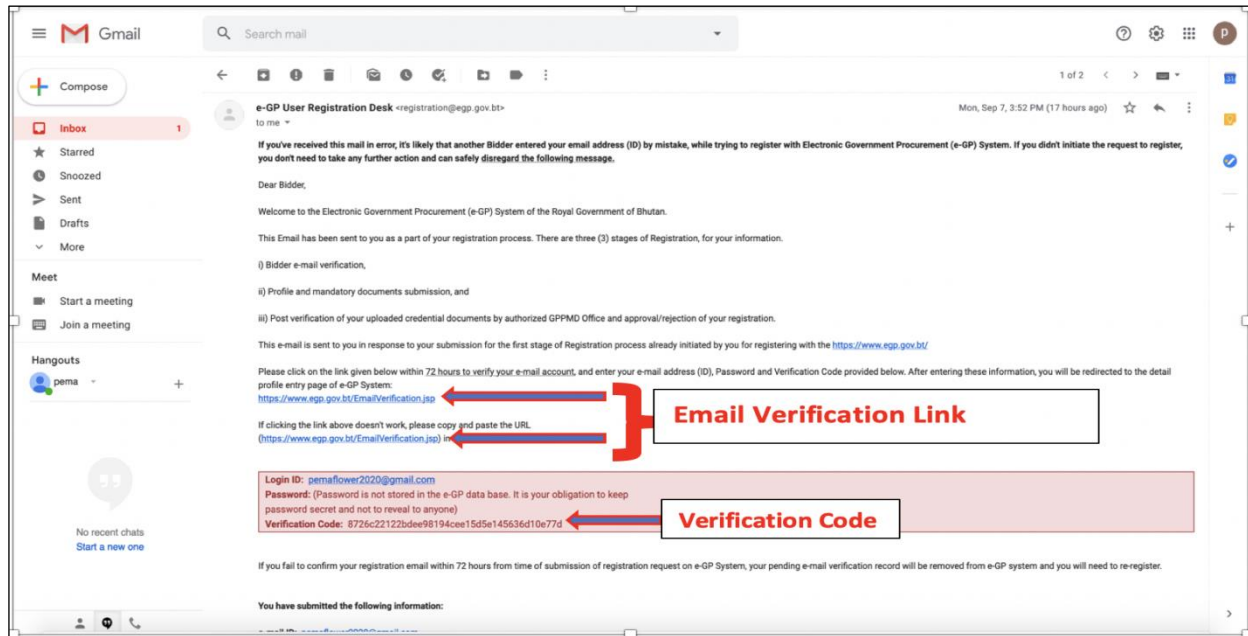 Gmail
Search mail
P
Compose
1 of 2
Inbox 1
Starred
Snoozed
Sent
Drafts
More
Meet
Start a meeting
Join a meeting
Hangouts
pema
No recent chats
Start a new one
e-GP User Registration Desk <registration@egp.gov.bt>
Mon, Sep 7, 3:52 PM (17 hours ago)
to me
If you've received this mail in error, it's likely that another Bidder entered your email address (ID) by mistake, while trying to register with Electronic Government Procurement (e-GP) System. If you didn't initiate the request to register,
you don't need to take any further action and can safely disregard the following message.
Dear Bidder,
Welcome to the Electronic Government Procurement (e-GP) System of the Royal Government of Bhutan.
This Email has been sent to you as a part of your registration process. There are three (3) stages of Registration, for your information.
i) Bidder e-mail verification,
ii) Profile and mandatory documents submission, and
iii) Post verification of your uploaded credential documents by authorized GPPMD Office and approval/rejection of your registration.
This e-mail is sent to you in response to your submission for the first stage of Registration process already initiated by you for registering with the https://www.egp.gov.bt/
Please click on the link given below within 72 hours to verify your e-mail account, and enter your e-mail address (ID), Password and Verification Code provided below. After entering these information, you will be redirected to the detail
profile entry page of e-GP System:
https://www.egp.gov.bt/EmailVerification.jsp
If clicking the link above doesn't work, please copy and paste the URL
(https://www.egp.gov.bt/EmailVerification.jsp) in
Email Verification Link
Login ID: pemaflower2020@gmail.com
Password: (Password is not stored in the e-GP data base. It is your obligation to keep
password secret and not to reveal to anyone)
Verification Code: 8726c22122bdee98194cee15d5e145636d10e77d
Verification Code
If you fail to confirm your registration email within 72 hours from time of submission of registration request on e-GP System, your pending e-mail verification record will be removed from e-GP system and you will need to re-register.
You have submitted the following information: